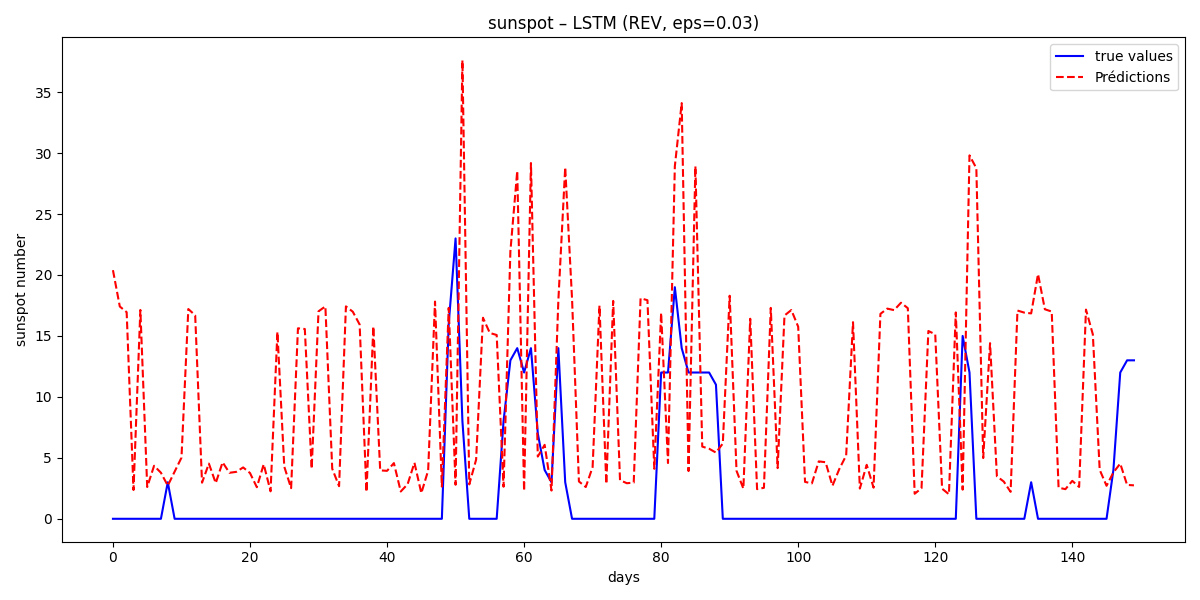 sunspot – LSTM (REV, eps=0.03)
true values
Prédictions
sunspot number
35
30
25
20
15
10
5
0
0 20 40 60 80 100 120 140
days